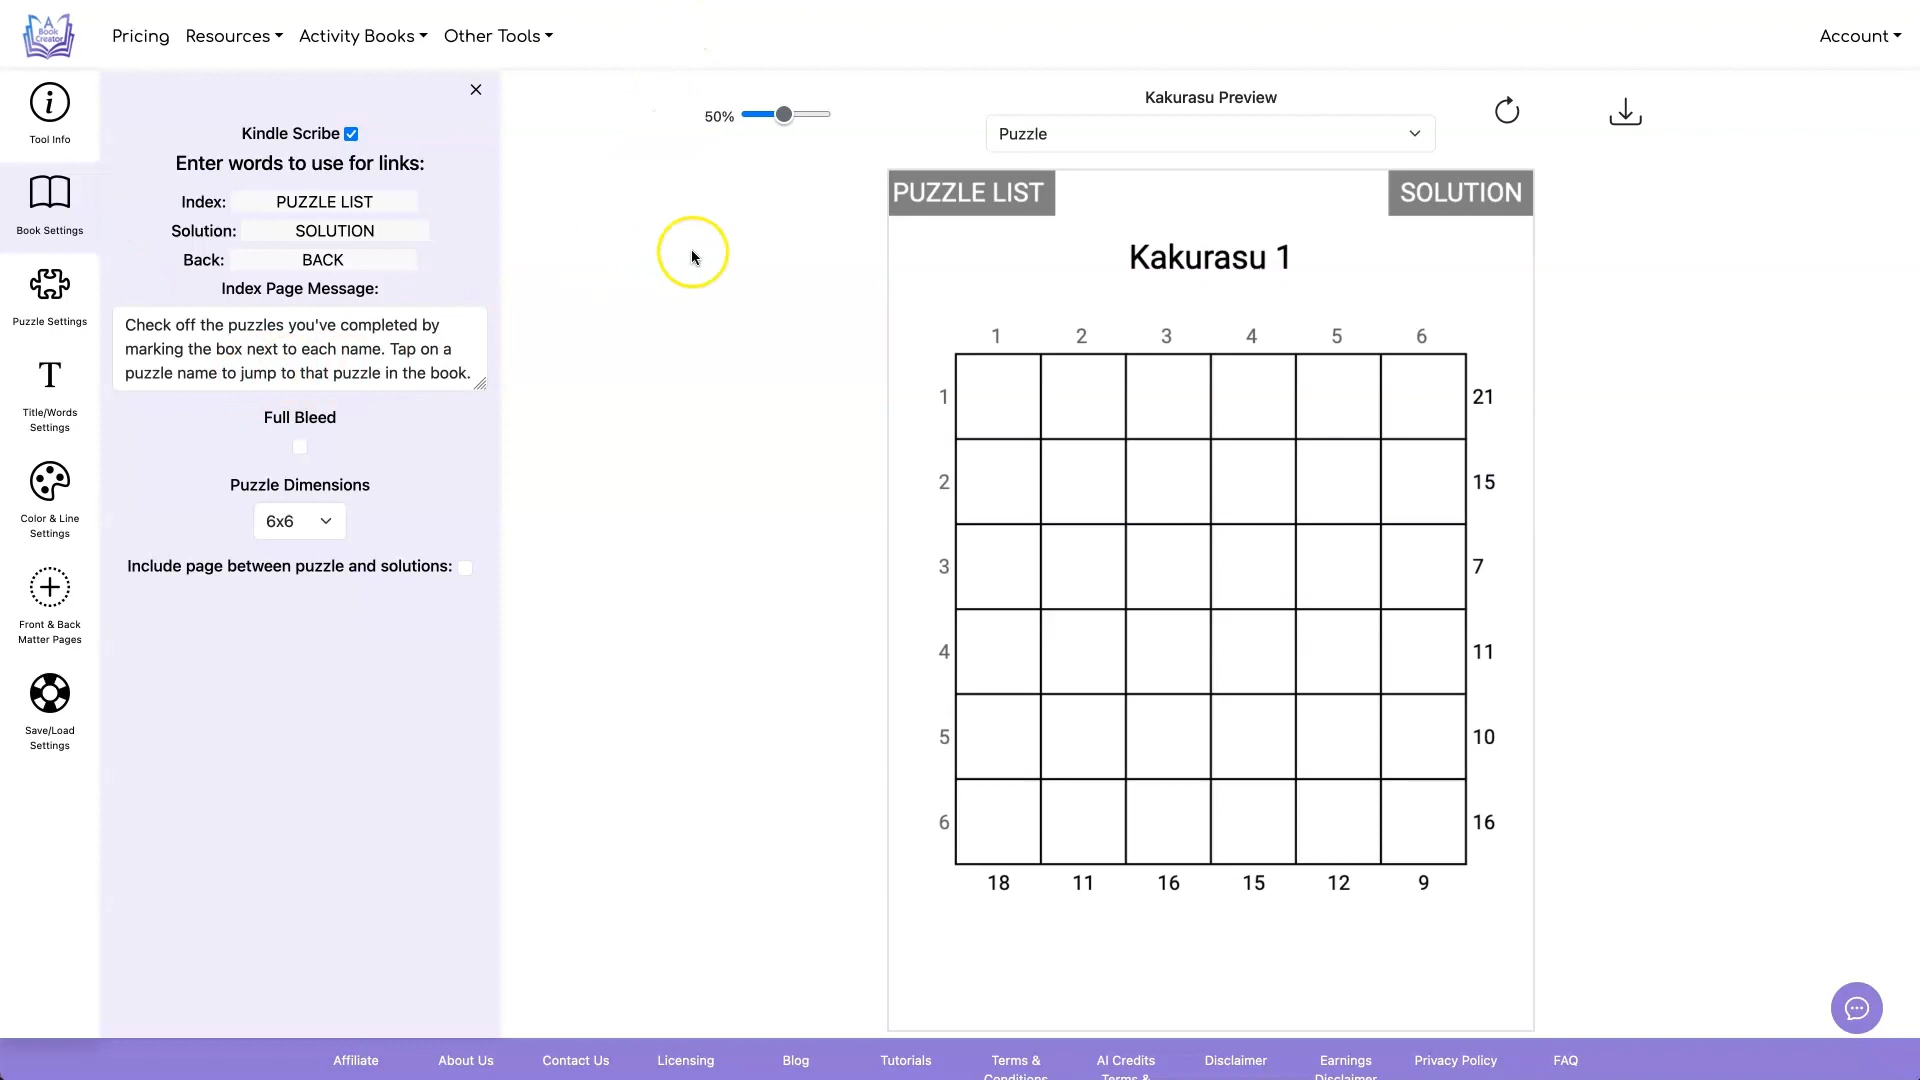 A
Book
Creator
Pricing
Resources
Activity Books
Other Tools
Account
Tool Info
Book Settings
Puzzle Settings
T
Title/Words
Settings
Color & Line
Settings
Front & Back
Matter Pages
Save/Load
Settings
Kindle Scribe
Enter words to use for links:
Index: PUZZLE LIST
Solution: SOLUTION
Back: BACK
Index Page Message:
Check off the puzzles you've completed by
marking the box next to each name. Tap on a
puzzle name to jump to that puzzle in the book.
Full Bleed
Puzzle Dimensions
6x6
Include page between puzzle and solutions:
50%
Kakurasu Preview
Puzzle
PUZZLE LIST
SOLUTION
Kakurasu 1
1 2 3 4 5 6
1 21
2 15
3 7
4 11
5 10
6 16
18 11 16 15 12 9
Affiliate
About Us
Contact Us
Licensing
Blog
Tutorials
Terms &
Conditions
AI Credits
Terms &
Disclaimer
Earnings
Disclaimer
Privacy Policy
FAQ